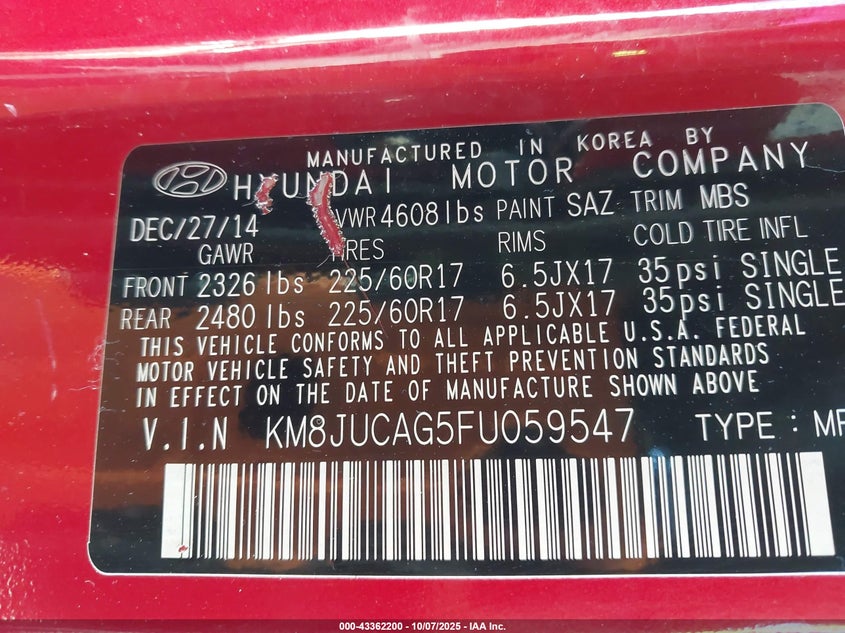 MANUFACTURED IN KOREA BY
HYUNDAI MOTOR COMPANY
DEC/27/14 VWR 4608 lbs PAINT SAZ TRIM MBS
GAWR RIMS COLD TIRE INFL
FRONT 2326 lbs 225/60R17 6.5JX17 35psi SINGLE
REAR 2480 lbs 225/60R17 6.5JX17 35psi SINGLE
THIS VEHICLE CONFORMS TO ALL APPLICABLE U.S.A. FEDERAL
MOTOR VEHICLE SAFETY AND THEFT PREVENTION STANDARDS
IN EFFECT ON THE DATE OF MANUFACTURE SHOWN ABOVE
V.I.N KM8JUCAG5FU059547 TYPE : MP
000-43362200 - 10/07/2025 - IAA Inc.